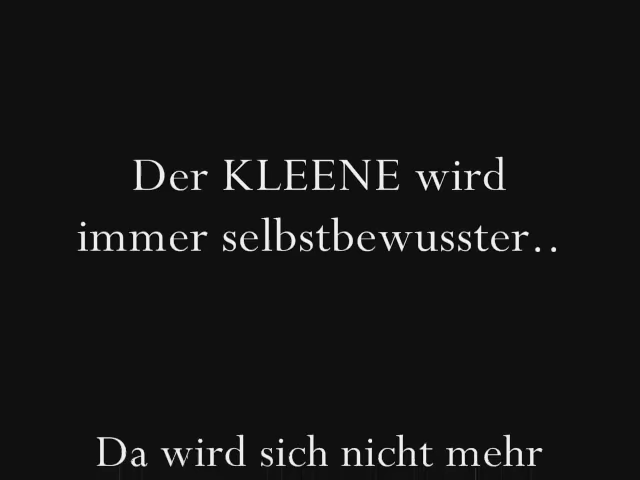 Der KLEENE wird
immer selbstbewusster..
Da wird sich nicht mehr